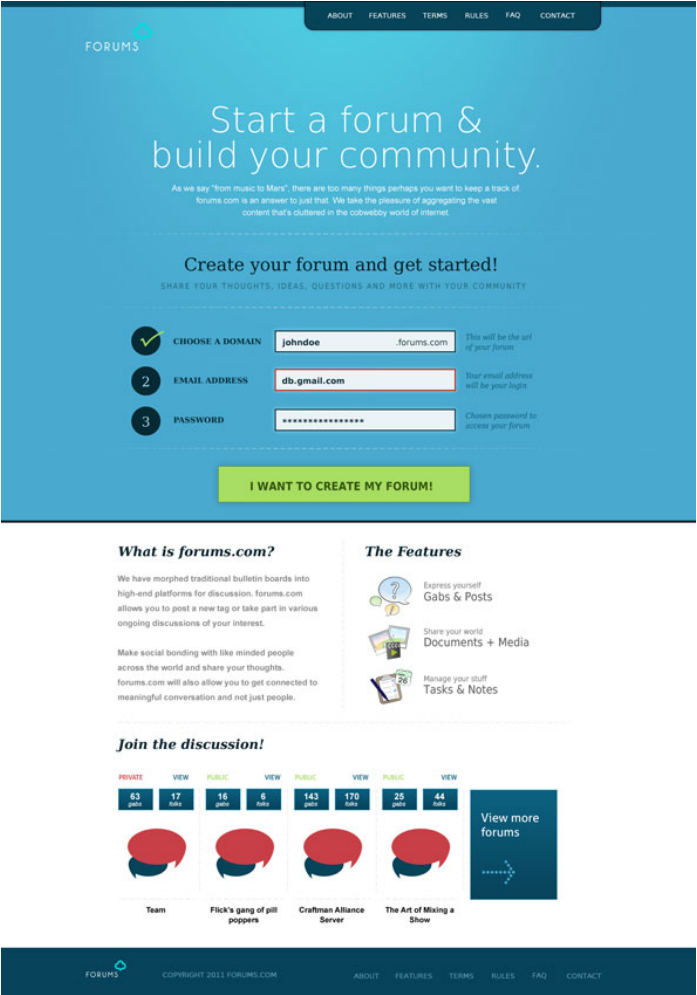 ABOUT FEATURES TERMS RULES FAQ CONTACT
FORUMS
Start a forum &
build your community.
As we say "from music to Mars", there are too many things perhaps you want to keep a track of.
forums.com is an answer to just that. We take the pleasure of aggregating the vast
content that's cluttered in the cobwebby world of internet.
Create your forum and get started!
SHARE YOUR THOUGHTS, IDEAS, QUESTIONS AND MORE WITH YOUR COMMUNITY
CHOOSE A DOMAIN johndoe .forums.com
This will be the url
of your forum
2 EMAIL ADDRESS db.gmail.com
Your email address
will be your login
3 PASSWORD ****************
Chosen password to
access your forum
I WANT TO CREATE MY FORUM!
What is forums.com?
We have morphed traditional bulletin boards into
high-end platforms for discussion. forums.com
allows you to post a new tag or take part in various
ongoing discussions of your interest.
Make social bonding with like minded people
across the world and share your thoughts.
forums.com will also allow you to get connected to
meaningful conversation and not just people.
The Features
?
Express yourself
Gabs & Posts
Share your world
Documents + Media
26
Manage your stuff
Tasks & Notes
Join the discussion!
PRIVATE VIEW PUBLIC VIEW PUBLIC VIEW PUBLIC VIEW
63 17 16 6 143 170 25 44
gabs folks gabs folks gabs folks gabs folks
View more
forums
Team
Flick's gang of pill
poppers
Craftman Alliance
Server
The Art of Mixing a
Show
FORUMS COPYRIGHT 2011 FORUMS.COM ABOUT FEATURES TERMS RULES FAQ CONTACT